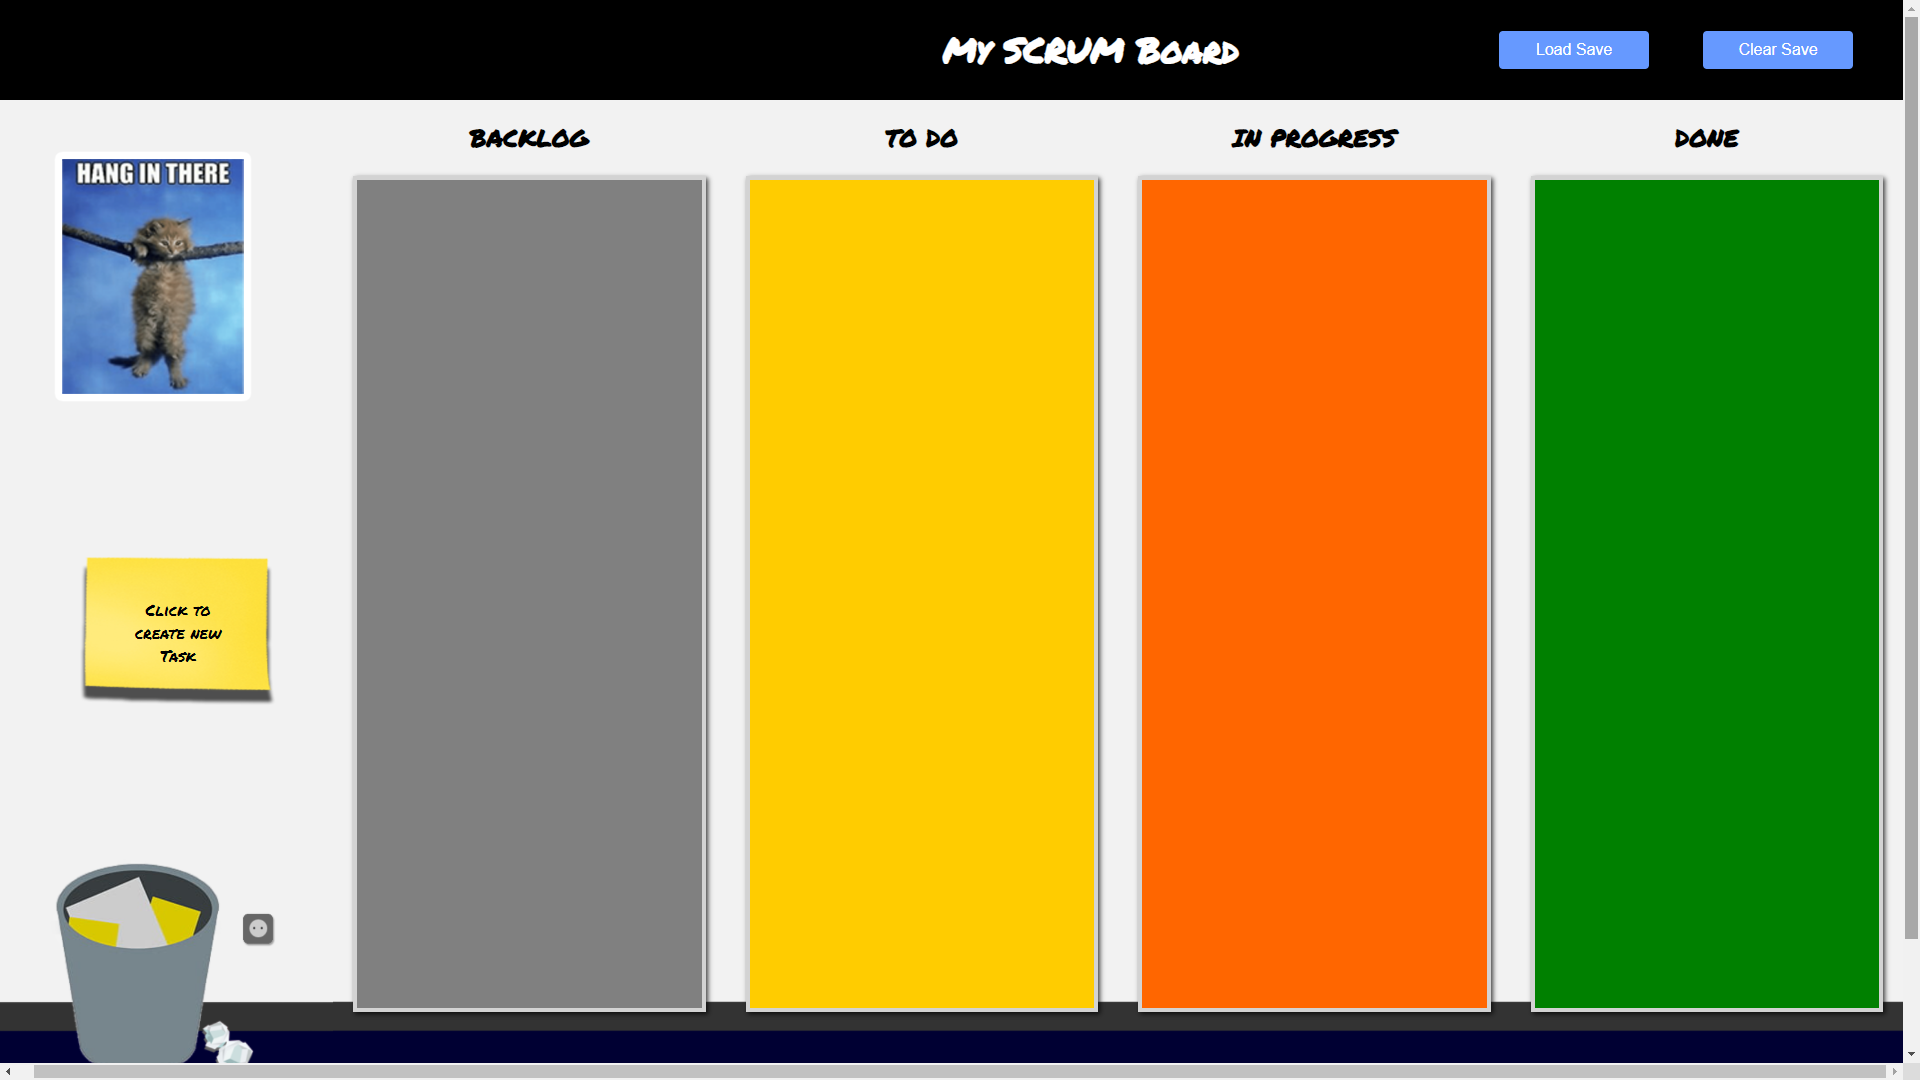 My SCRUM Board
Load Save
Clear Save
BACKLOG
TO DO
IN PROGRESS
DONE
HANG IN THERE
Click to
create new
Task